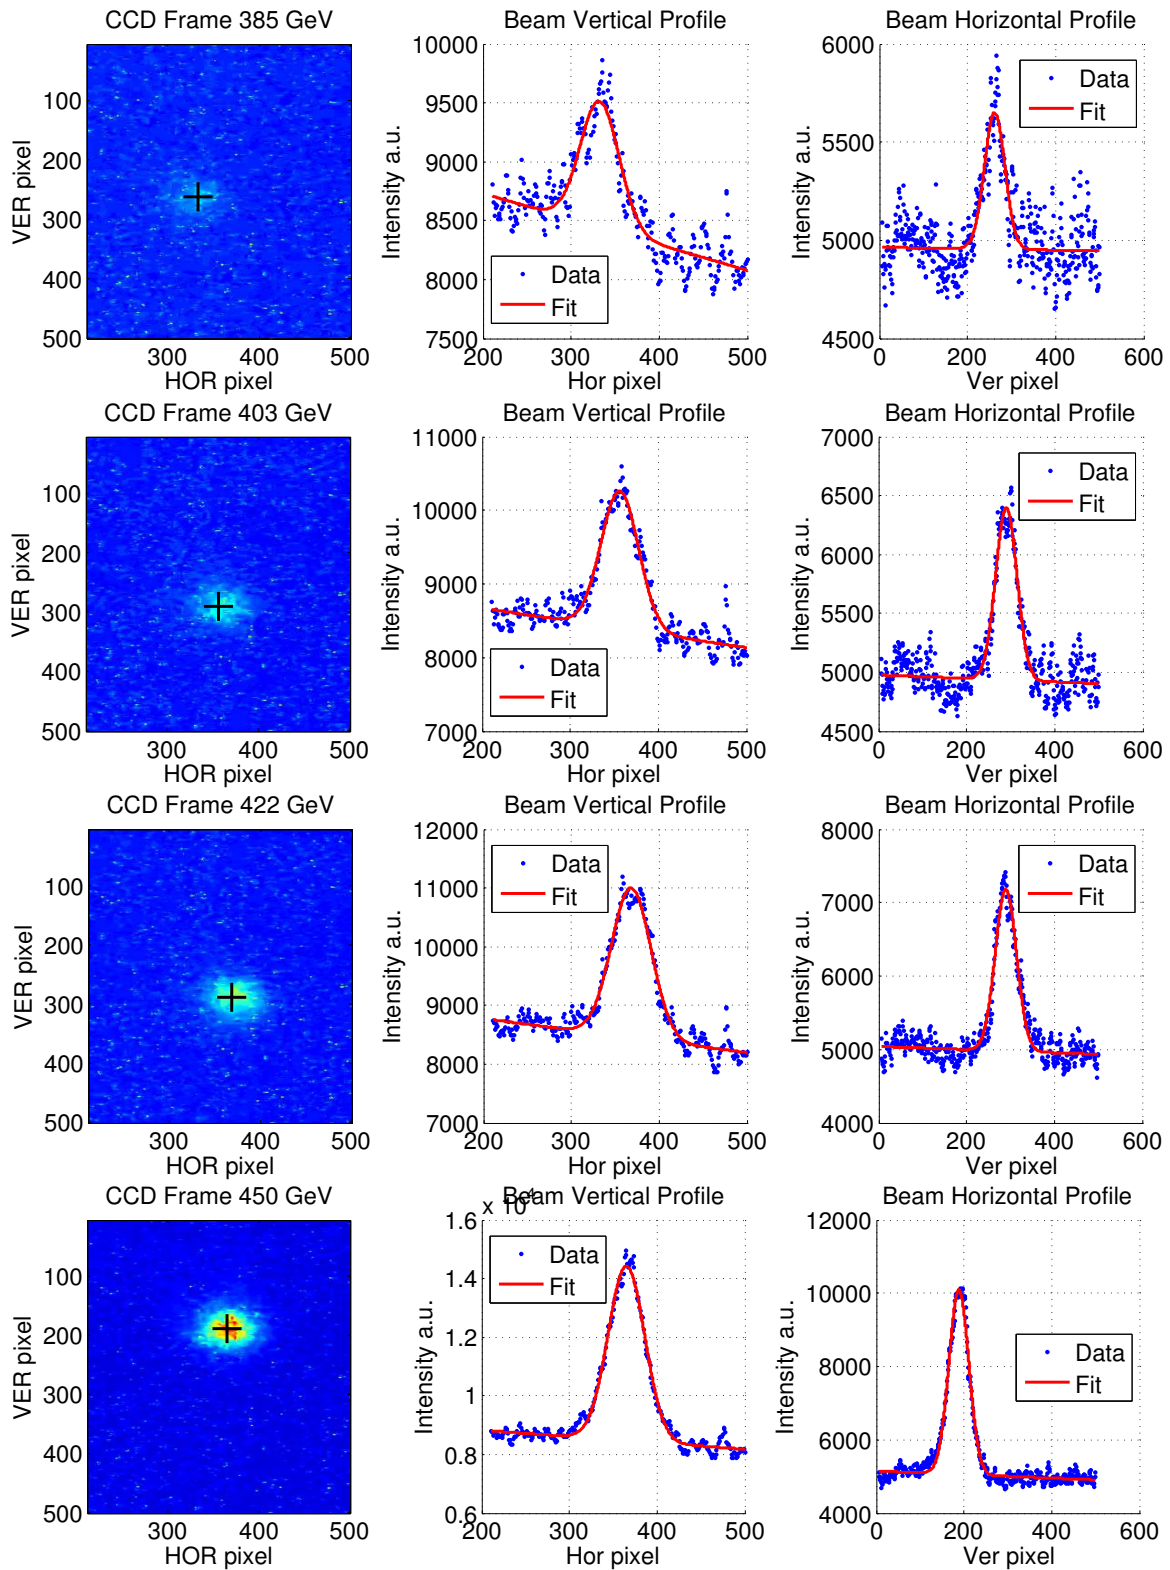 CCD Frame 385 GeV
Beam Vertical Profile
Beam Horizontal Profile
VER pixel
100
200
300
400
500
300
400
500
HOR pixel
Intensity a.u.
10000
9500
9000
8500
8000
7500
Data
Fit
200
300
400
500
Hor pixel
Intensity a.u.
6000
5500
5000
4500
Data
Fit
0
200
400
600
Ver pixel
CCD Frame 403 GeV
Beam Vertical Profile
Beam Horizontal Profile
VER pixel
100
200
300
400
500
300
400
500
HOR pixel
Intensity a.u.
11000
10000
9000
8000
7000
Data
Fit
200
300
400
500
Hor pixel
Intensity a.u.
7000
6500
6000
5500
5000
4500
Data
Fit
0
200
400
600
Ver pixel
CCD Frame 422 GeV
Beam Vertical Profile
Beam Horizontal Profile
VER pixel
100
200
300
400
500
300
400
500
HOR pixel
Intensity a.u.
12000
11000
10000
9000
8000
7000
Data
Fit
200
300
400
500
Hor pixel
Intensity a.u.
8000
7000
6000
5000
4000
Data
Fit
0
200
400
600
Ver pixel
CCD Frame 450 GeV
Beam Vertical Profile
Beam Horizontal Profile
VER pixel
100
200
300
400
500
300
400
500
HOR pixel
x 10^4
Intensity a.u.
1.6
1.4
1.2
1
0.8
0.6
Data
Fit
200
300
400
500
Hor pixel
Intensity a.u.
12000
10000
8000
6000
4000
Data
Fit
0
200
400
600
Ver pixel